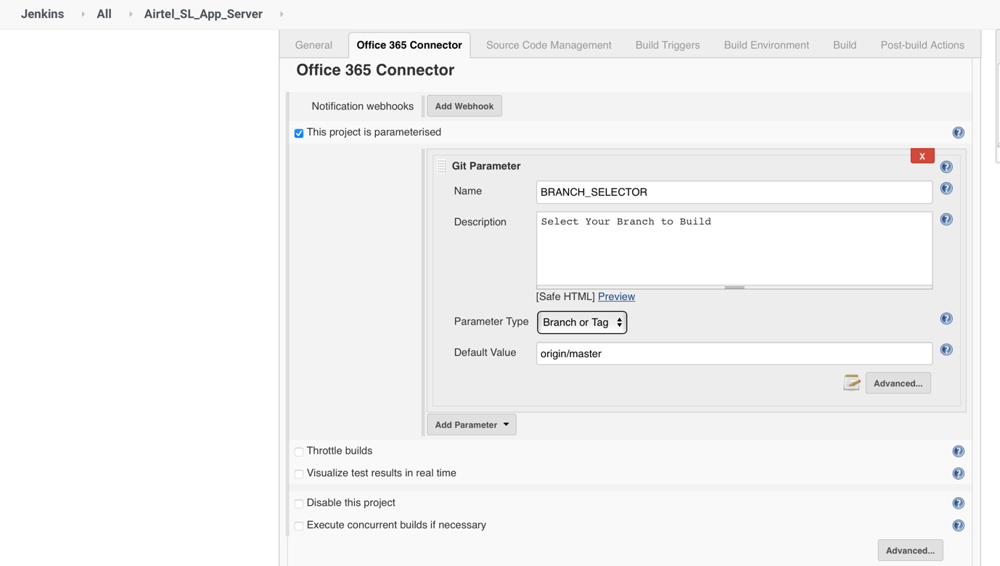 Jenkins All Airtel_SL_App_Server
General Office 365 Connector Source Code Management Build Triggers Build Environment Build Post-build Actions
Office 365 Connector
Notification webhooks Add Webhook
This project is parameterised
X
Git Parameter
Name BRANCH_SELECTOR
Description Select Your Branch to Build
[Safe HTML] Preview
Parameter Type Branch or Tag
Default Value origin/master
Advanced...
Add Parameter
Throttle builds
Visualize test results in real time
Disable this project
Execute concurrent builds if necessary
Advanced...